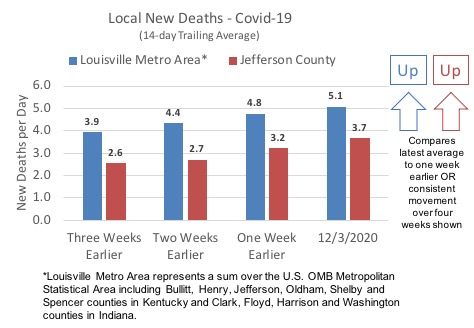 Local New Deaths - Covid-19
(14-day Trailing Average)
Louisville Metro Area* Jefferson County
Up Up
New Deaths per Day
6.0
5.0
4.0
3.0
2.0
1.0
0.0
3.9
2.6
4.4
2.7
4.8
3.2
5.1
3.7
Three Weeks
Earlier
Two Weeks
Earlier
One Week
Earlier
12/3/2020
Compares
latest average
to one week
earlier OR
consistent
movement
over four
weeks shown
*Louisville Metro Area represents a sum over the U.S. OMB Metropolitan
Statistical Area including Bullitt, Henry, Jefferson, Oldham, Shelby and
Spencer counties in Kentucky and Clark, Floyd, Harrison and Washington
counties in Indiana.